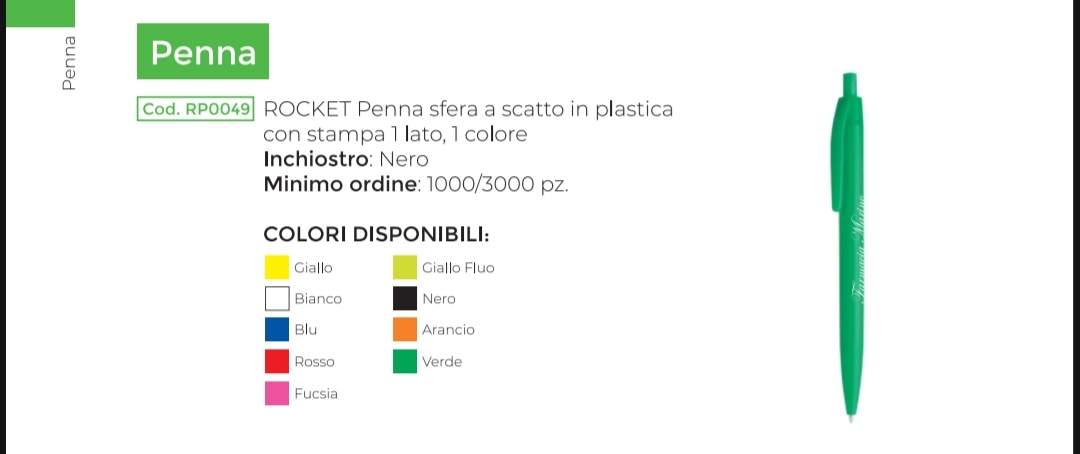 Penna
Penna
Cod. RP0049
ROCKET Penna sfera a scatto in plastica
con stampa 1 lato, 1 colore
Inchiostro: Nero
Minimo ordine: 1000/3000 pz.
COLORI DISPONIBILI:
Giallo
Giallo Fluo
Bianco
Nero
Blu
Arancio
Rosso
Verde
Fucsia
Farmacia Marino